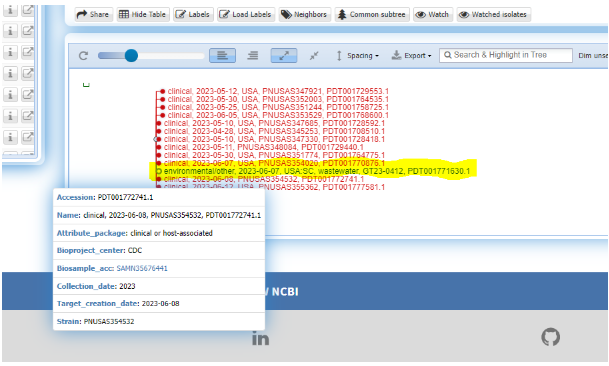 Share Hide Table Labels Load Labels Neighbors Common subtree Watch Watched isolates
Spacing Export Search & Highlight in Tree Dim unse
clinical, 2023-05-12, USA, PNUSAS347921, PDT001729553.1
clinical, 2023-05-30, USA, PNUSAS352003, PDT001764535.1
clinical, 2023-05-25, USA, PNUSAS351244, PDT001758725.1
clinical, 2023-06-05, USA, PNUSAS353529, PDT001768600.1
clinical, 2023-05-10, USA, PNUSAS347685, PDT001728592.1
clinical, 2023-04-28, USA, PNUSAS345253, PDT001708510.1
clinical, 2023-05-10, USA, PNUSAS347330, PDT001728418.1
clinical, 2023-05-11, PNUSAS348084, PDT001729440.1
clinical, 2023-05-30, USA, PNUSAS351774, PDT001764775.1
clinical, 2023-06-07, USA, PNUSAS354020, PDT001770876.1
environmental/other, 2023-06-07, USA:SC, wastewater, GT23-0412, PDT001771630.1
clinical, 2023-06-08, PNUSAS354532, PDT001772741.1
clinical, 2023-06-12, USA, PNUSAS355362, PDT001777581.1
Accession: PDT001772741.1
Name: clinical, 2023-06-08, PNUSAS354532, PDT001772741.1
Attribute_package: clinical or host-associated
Bioproject_center: CDC
Biosample_acc: SAMN35676441
Collection_date: 2023
Target_creation_date: 2023-06-08
Strain: PNUSAS354532
NCBI
in